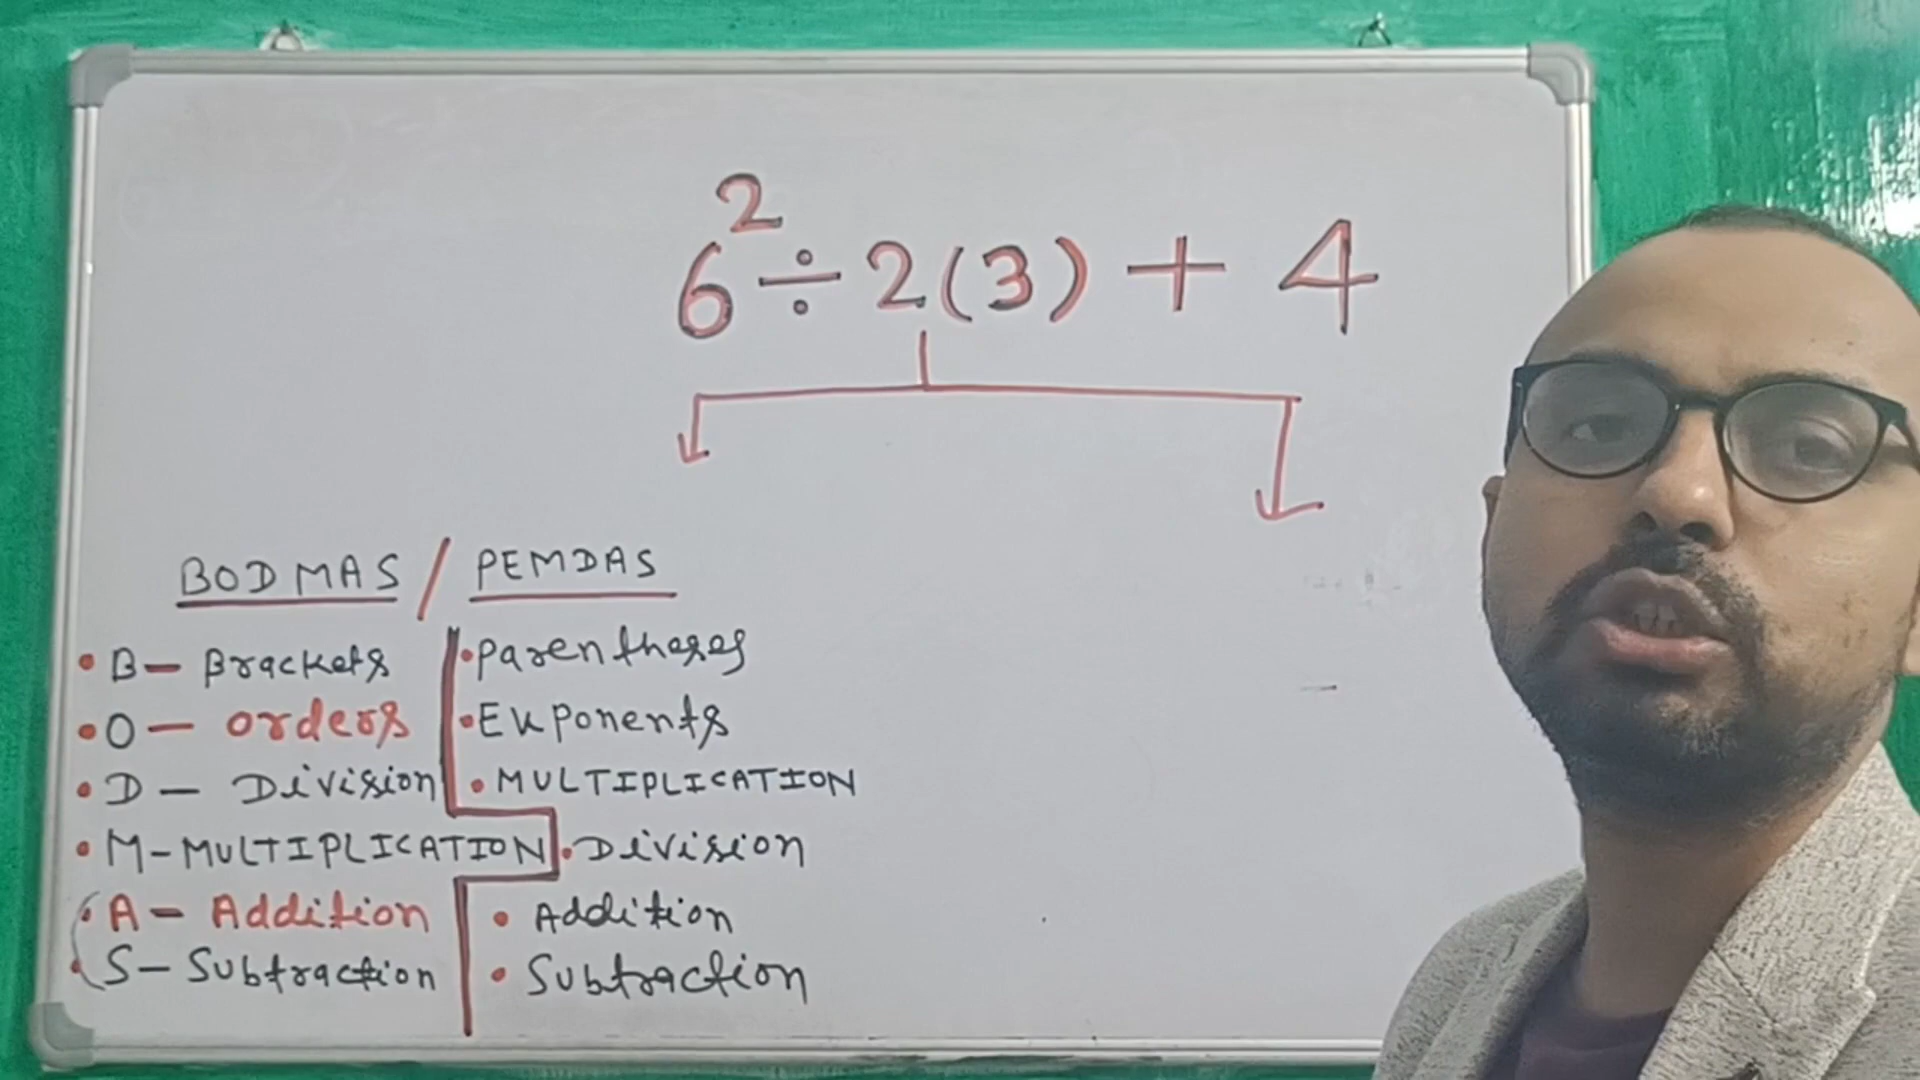 6² ÷ 2(3) + 4
BODMAS / PEMDAS
• B – Brackets • Parentheses
• O – orders • Exponents
• D – Division • MULTIPLICATION
• M – MULTIPLICATION • Division
• A – Addition • Addition
• S – Subtraction • Subtraction